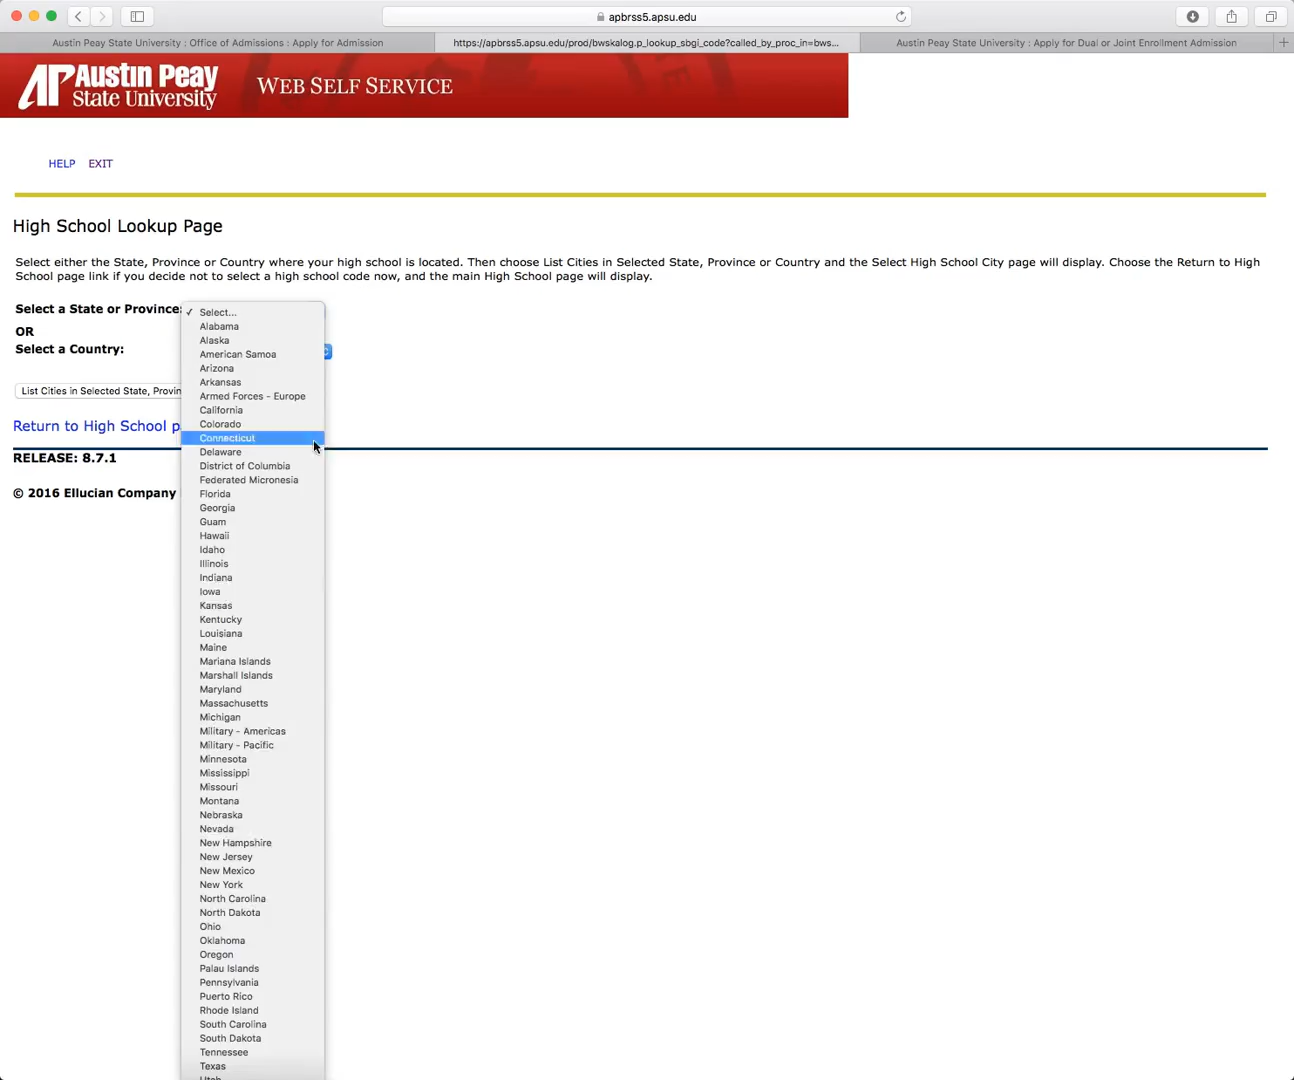 apbrss5.apsu.edu
Austin Peay State University : Office of Admissions : Apply for Admission
https://apbrss5.apsu.edu/prod/bwskalog.p_lookup_sbgi_code?called_by_proc_in=bws...
Austin Peay State University : Apply for Dual or Joint Enrollment Admission
AP Austin Peay
State University
WEB SELF SERVICE
HELP EXIT
High School Lookup Page
Select either the State, Province or Country where your high school is located. Then choose List Cities in Selected State, Province or Country and the Select High School City page will display. Choose the Return to High
School page link if you decide not to select a high school code now, and the main High School page will display.
Select a State or Province:
OR
Select a Country:
List Cities in Selected State, Provin
Return to High School p
RELEASE: 8.7.1
© 2016 Ellucian Company
✓ Select...
Alabama
Alaska
American Samoa
Arizona
Arkansas
Armed Forces - Europe
California
Colorado
Connecticut
Delaware
District of Columbia
Federated Micronesia
Florida
Georgia
Guam
Hawaii
Idaho
Illinois
Indiana
Iowa
Kansas
Kentucky
Louisiana
Maine
Mariana Islands
Marshall Islands
Maryland
Massachusetts
Michigan
Military - Americas
Military - Pacific
Minnesota
Mississippi
Missouri
Montana
Nebraska
Nevada
New Hampshire
New Jersey
New Mexico
New York
North Carolina
North Dakota
Ohio
Oklahoma
Oregon
Palau Islands
Pennsylvania
Puerto Rico
Rhode Island
South Carolina
South Dakota
Tennessee
Texas
Utah